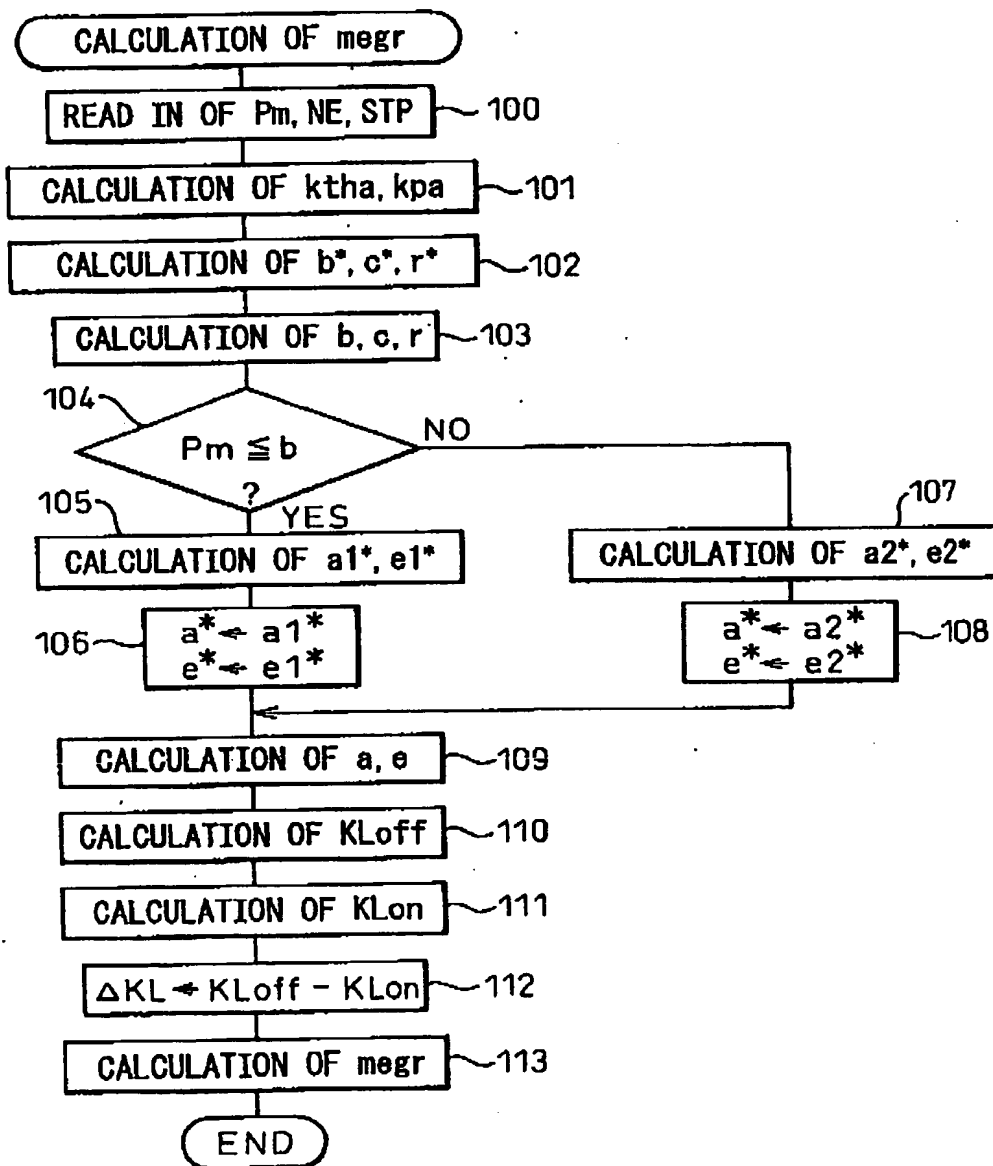 CALCULATION OF megr
READ IN OF Pm, NE, STP
100
CALCULATION OF ktha, kpa
101
CALCULATION OF b*, c*, r*
102
CALCULATION OF b, c, r
103
104
Pm ≦ b
?
NO
YES
105
CALCULATION OF a1*, e1*
107
CALCULATION OF a2*, e2*
106
a* ← a1*
e* ← e1*
a* ← a2*
e* ← e2*
108
CALCULATION OF a, e
109
CALCULATION OF KLoff
110
CALCULATION OF KLon
111
ΔKL ← KLoff - KLon
112
CALCULATION OF megr
113
END